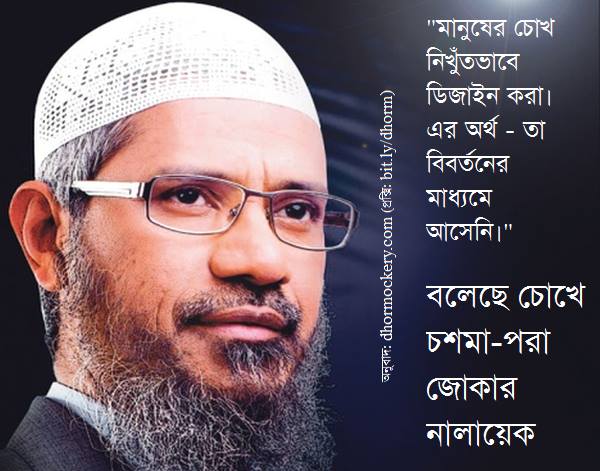 "মানুষের চোখ
নিখুঁতভাবে
ডিজাইন করা।
এর অর্থ - তা
বিবর্তনের
মাধ্যমে
আসেনি।"
বলেছে চোখে
চশমা-পরা
জোকার
নালায়েক
অনুবাদ: dhormockery.com (প্রক্সি: bit.ly/dhorm)